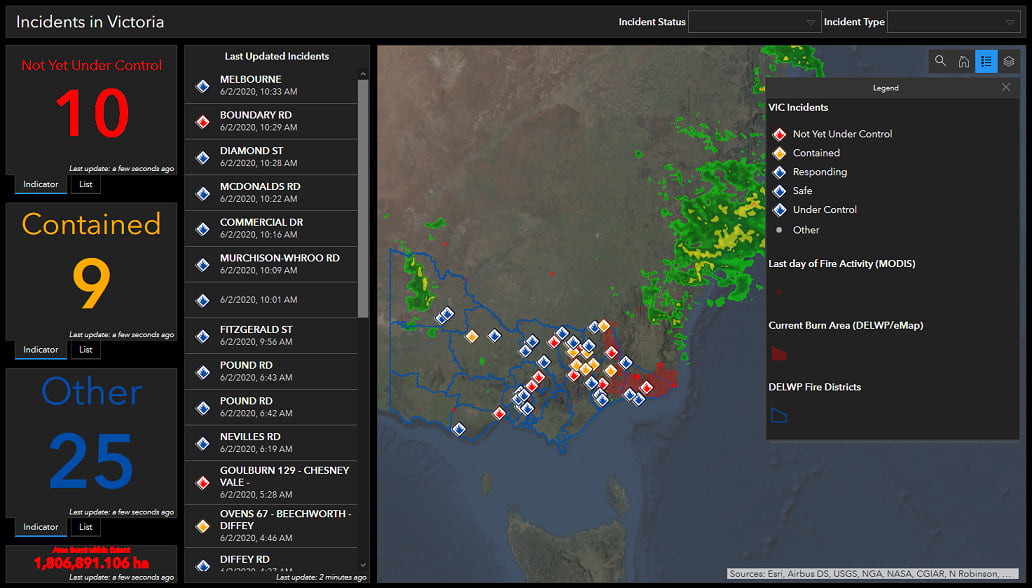 Incidents in Victoria
Incident Status
Incident Type
Not Yet Under Control
10
Last update: a few seconds ago
Indicator
List
Contained
9
Last update: a few seconds ago
Indicator
List
Other
25
Last update: a few seconds ago
Indicator
List
Area Burnt within Extent
1,806,891.106 ha
Last update: a few seconds ago
Last Updated Incidents
MELBOURNE
6/2/2020, 10:33 AM
BOUNDARY RD
6/2/2020, 10:29 AM
DIAMOND ST
6/2/2020, 10:28 AM
MCDONALDS RD
6/2/2020, 10:22 AM
COMMERCIAL DR
6/2/2020, 10:16 AM
MURCHISON-WHROO RD
6/2/2020, 10:09 AM
6/2/2020, 10:01 AM
FITZGERALD ST
6/2/2020, 9:56 AM
POUND RD
6/2/2020, 6:43 AM
POUND RD
6/2/2020, 6:42 AM
NEVILLES RD
6/2/2020, 6:19 AM
GOULBURN 129 - CHESNEY
VALE -
6/2/2020, 5:28 AM
OVENS 67 - BEECHWORTH -
DIFFEY
6/2/2020, 4:46 AM
DIFFEY RD
Last update: 2 minutes ago
Legend
VIC Incidents
Not Yet Under Control
Contained
Responding
Safe
Under Control
Other
Last day of Fire Activity (MODIS)
Current Burn Area (DELWP/eMap)
DELWP Fire Districts
Sources: Esri, Airbus DS, USGS, NGA, NASA, CGIAR, N Robinson, ...